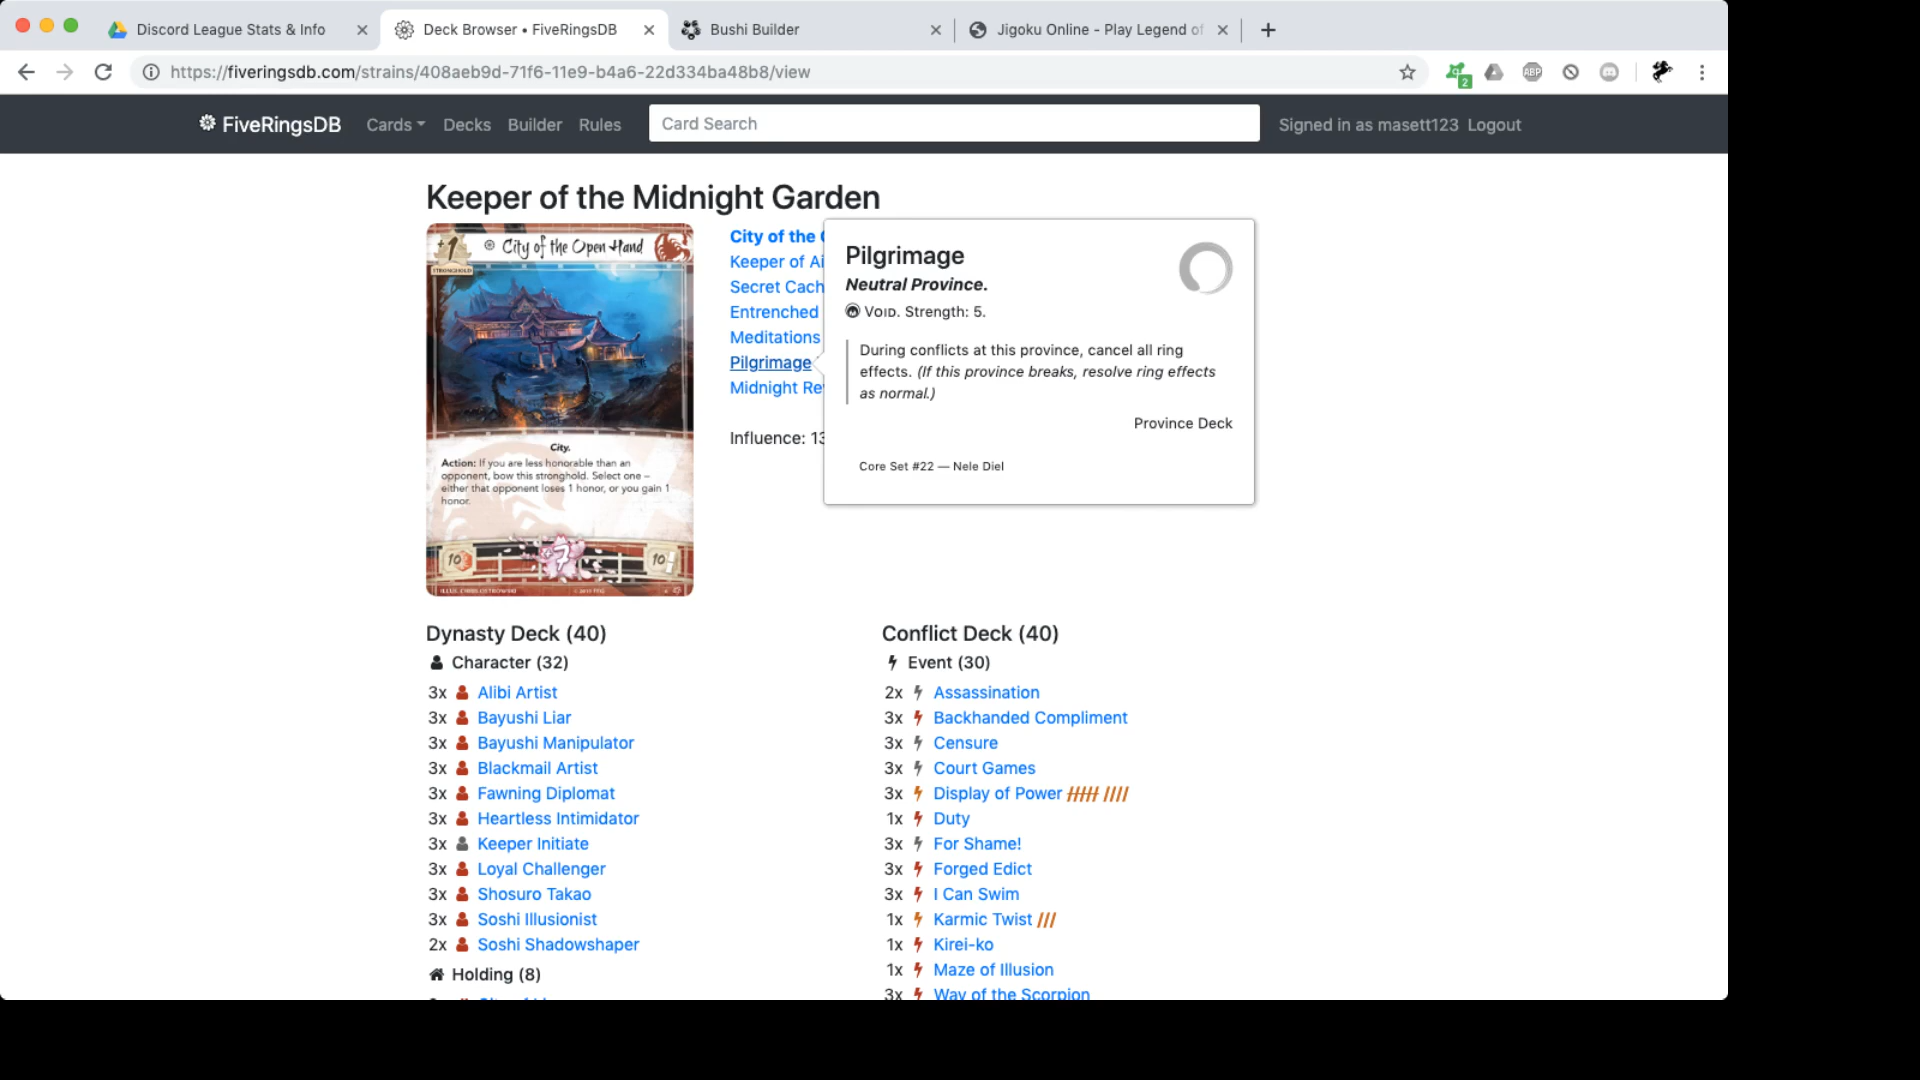 Discord League Stats & Info
Deck Browser • FiveRingsDB
Bushi Builder
Jigoku Online - Play Legend of
https://fiveringsdb.com/strains/408aeb9d-71f6-11e9-b4a6-22d334ba48b8/view
2
ABP
FiveRingsDB
Cards
Decks
Builder
Rules
Card Search
Signed in as masett123
Logout
Keeper of the Midnight Garden
+1
City of the Open Hand
STRONGHOLD
City.
Action: If you are less honorable than an
opponent, bow this stronghold. Select one –
either that opponent loses 1 honor, or you gain 1
honor.
10
+7
10
City of the
Keeper of Ai
Secret Cach
Entrenched
Meditations
Pilgrimage
Midnight Re
Influence: 13
Pilgrimage
Neutral Province.
Void. Strength: 5.
During conflicts at this province, cancel all ring
effects. (If this province breaks, resolve ring effects
as normal.)
Province Deck
Core Set #22 — Nele Diel
Dynasty Deck (40)
Character (32)
3x Alibi Artist
3x Bayushi Liar
3x Bayushi Manipulator
3x Blackmail Artist
3x Fawning Diplomat
3x Heartless Intimidator
3x Keeper Initiate
3x Loyal Challenger
3x Shosuro Takao
3x Soshi Illusionist
2x Soshi Shadowshaper
Holding (8)
Conflict Deck (40)
Event (30)
2x Assassination
3x Backhanded Compliment
3x Censure
3x Court Games
3x Display of Power
1x Duty
3x For Shame!
3x Forged Edict
3x I Can Swim
1x Karmic Twist
1x Kirei-ko
1x Maze of Illusion
3x Way of the Scorpion